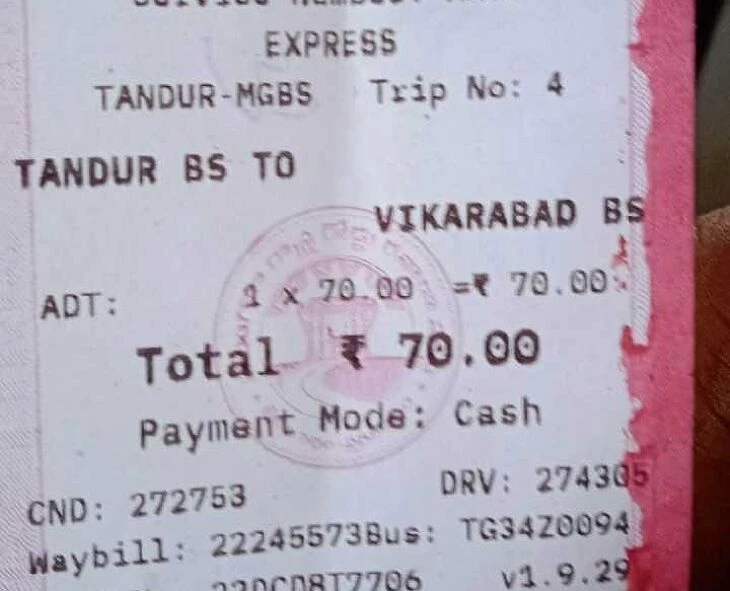 EXPRESS
TANDUR-MGBS Trip No: 4
TANDUR BS TO
VIKARABAD BS
ADT: 1 x 70.00 =₹ 70.00
Total ₹ 70.00
Payment Mode: Cash
CND: 272753 DRV: 274305
Waybill: 22245573Bus: TG34Z0094
v1.9.29